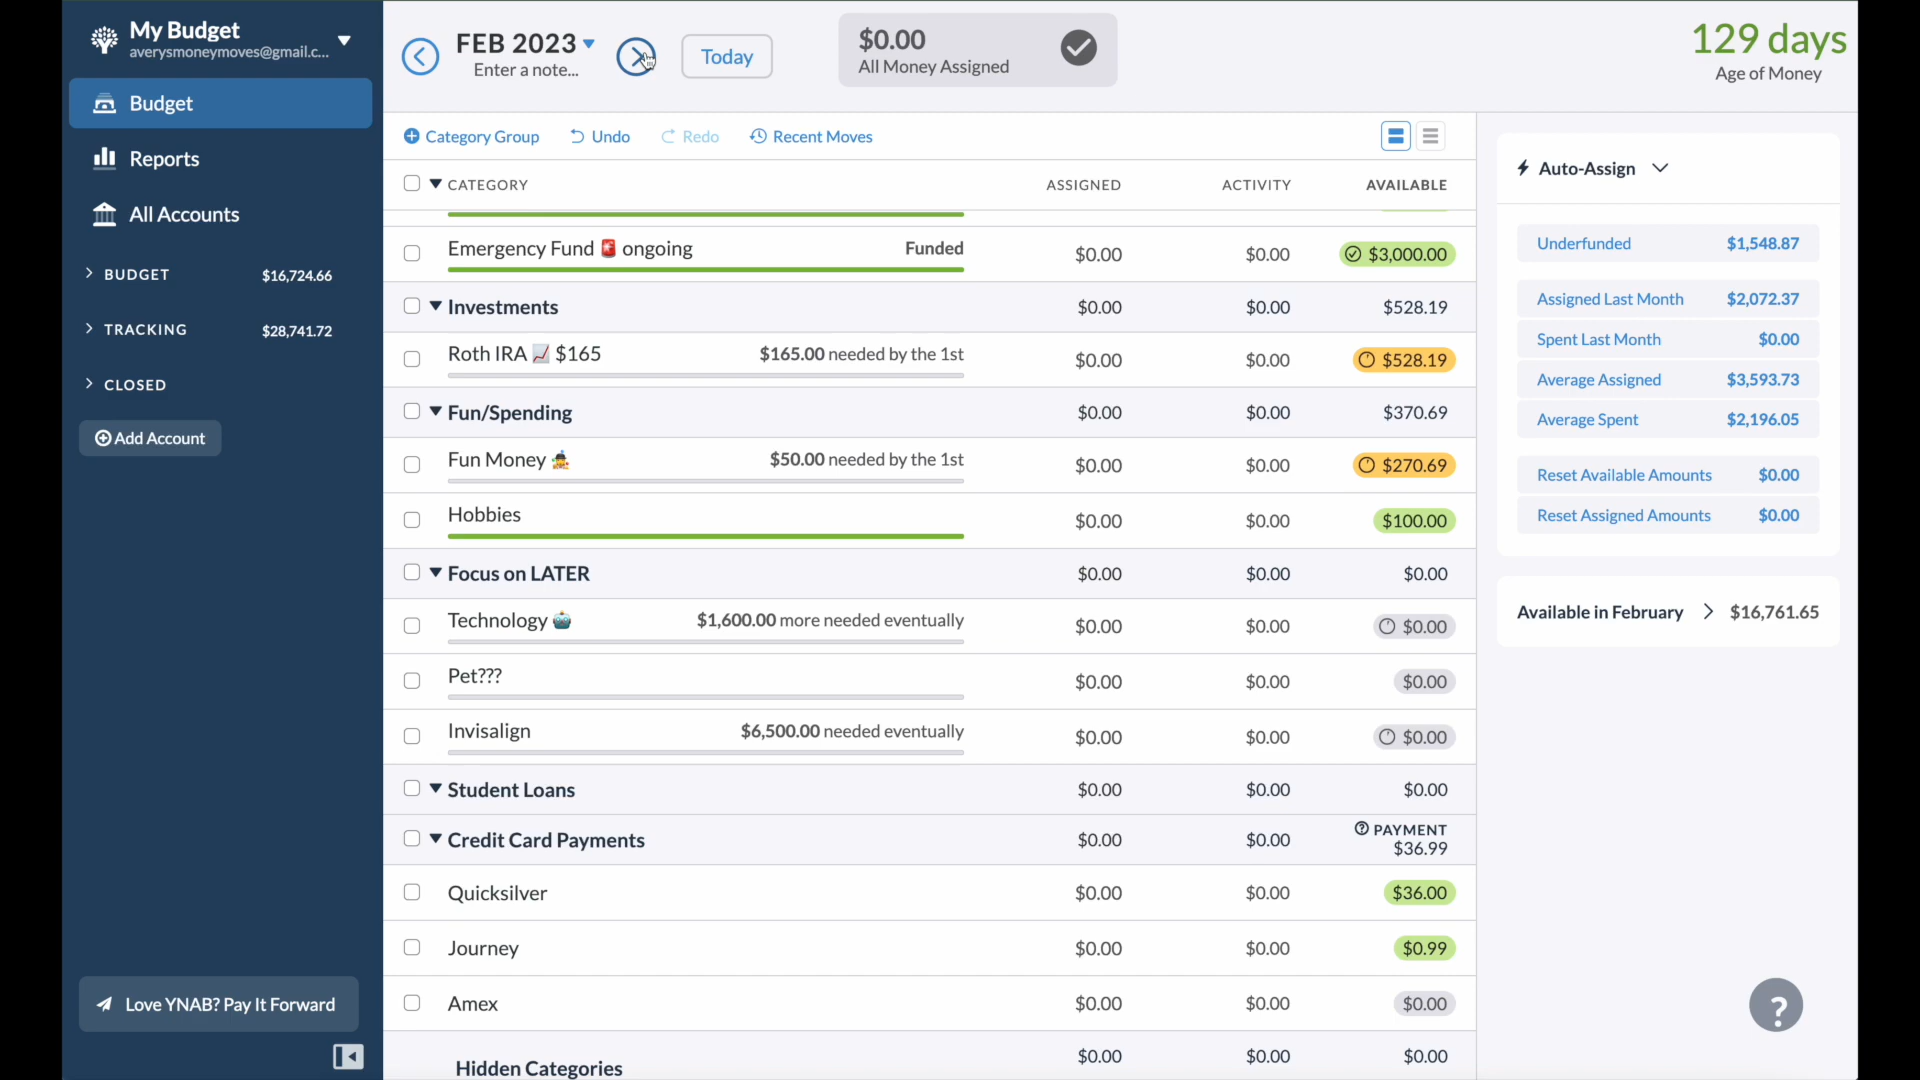 My Budget
averysmoneymoves@gmail.c...
Budget
Reports
All Accounts
BUDGET $16,724.66
TRACKING $28,741.72
CLOSED
Add Account
Love YNAB? Pay It Forward
FEB 2023
Enter a note...
Today
$0.00
All Money Assigned
129 days
Age of Money
Category Group Undo Redo Recent Moves
CATEGORY ASSIGNED ACTIVITY AVAILABLE
Emergency Fund 🚨 ongoing Funded $0.00 $0.00 $3,000.00
Investments $0.00 $0.00 $528.19
Roth IRA 📈 $165 $165.00 needed by the 1st $0.00 $0.00 $528.19
Fun/Spending $0.00 $0.00 $370.69
Fun Money 🤹 $50.00 needed by the 1st $0.00 $0.00 $270.69
Hobbies $0.00 $0.00 $100.00
Focus on LATER $0.00 $0.00 $0.00
Technology 🤖 $1,600.00 more needed eventually $0.00 $0.00 $0.00
Pet??? $0.00 $0.00 $0.00
Invisalign $6,500.00 needed eventually $0.00 $0.00 $0.00
Student Loans $0.00 $0.00 $0.00
Credit Card Payments $0.00 $0.00 PAYMENT
$36.99
Quicksilver $0.00 $0.00 $36.00
Journey $0.00 $0.00 $0.99
Amex $0.00 $0.00 $0.00
Hidden Categories $0.00 $0.00 $0.00
Auto-Assign
Underfunded $1,548.87
Assigned Last Month $2,072.37
Spent Last Month $0.00
Average Assigned $3,593.73
Average Spent $2,196.05
Reset Available Amounts $0.00
Reset Assigned Amounts $0.00
Available in February $16,761.65
?